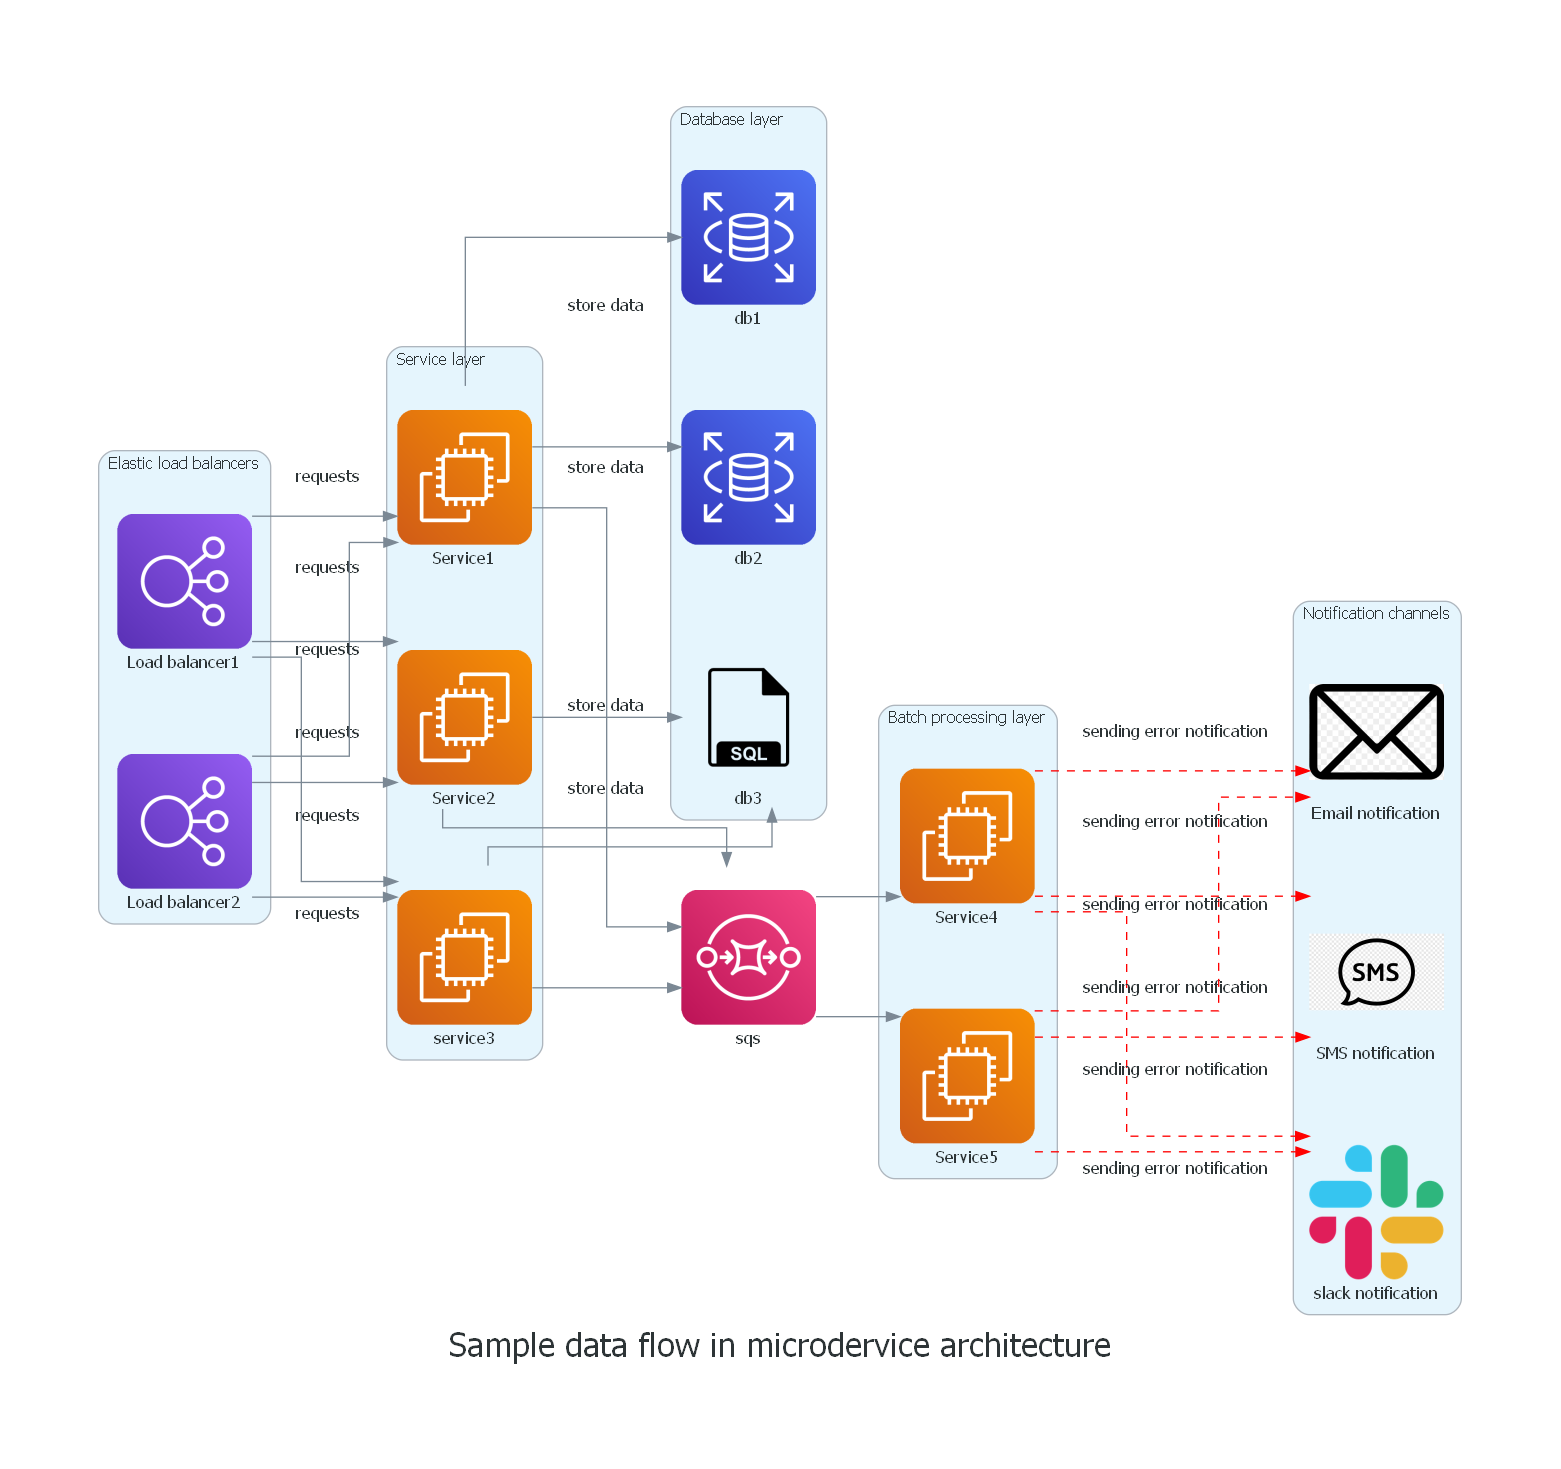 Database layer
db1
store data
Service layer
store data
db2
Elastic load balancers
requests
Service1
requests
Load balancer1
requests
requests
Service2
requests
Load balancer2
requests
service3
store data
store data
SQL
db3
sqs
Batch processing layer
Service4
Service5
sending error notification
sending error notification
sending error notification
sending error notification
sending error notification
sending error notification
Notification channels
Email notification
SMS
SMS notification
slack notification
Sample data flow in microdervice architecture